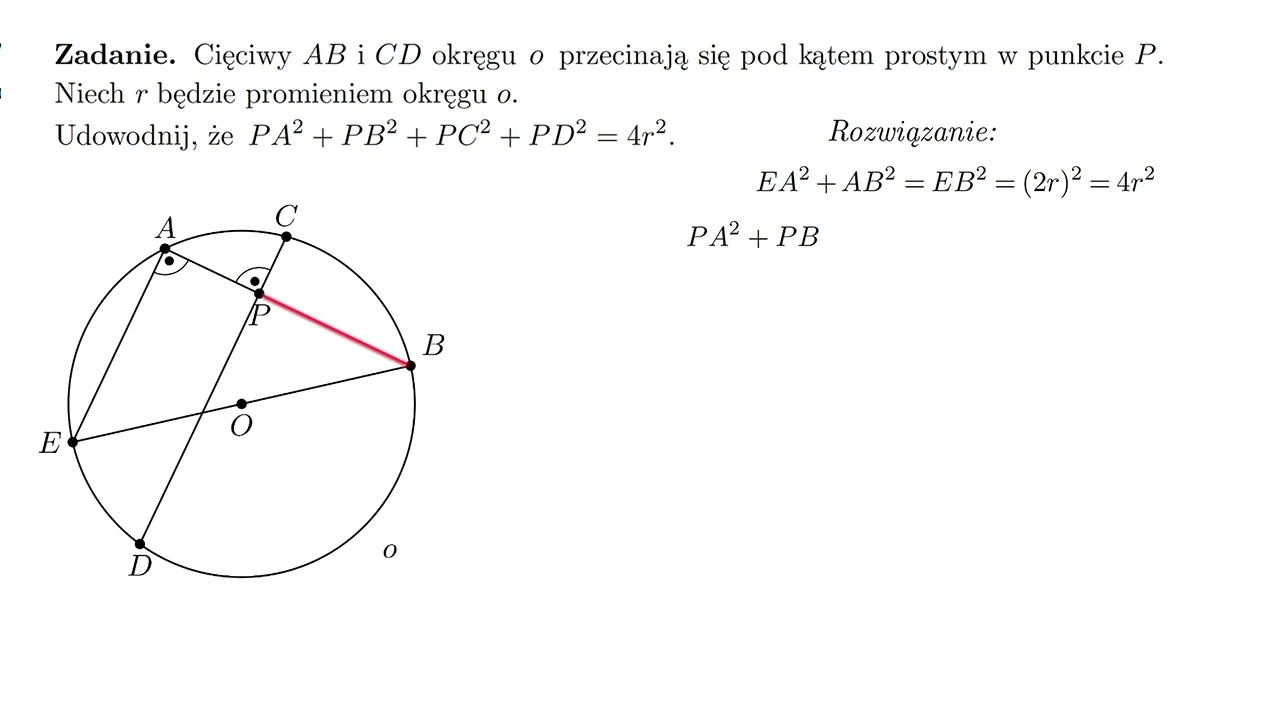 Zadanie. Cięciwy AB i CD okręgu o przecinają się pod kątem prostym w punkcie P.
Niech r będzie promieniem okręgu o.
Udowodnij, że PA² + PB² + PC² + PD² = 4r².
Rozwiązanie:
EA² + AB² = EB² = (2r)² = 4r²
PA² + PB
A
C
P
B
O
E
D
o